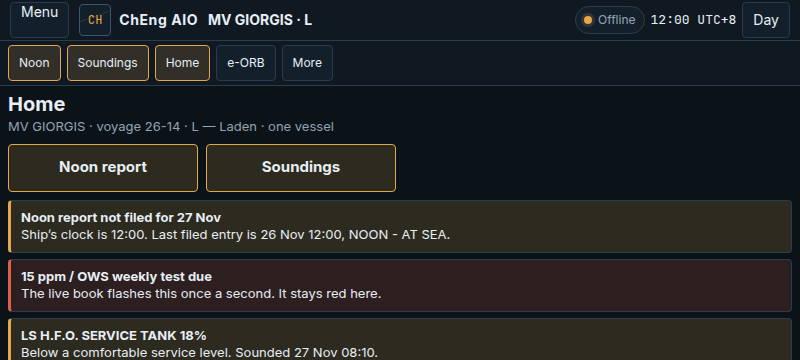 Menu
CH
ChEng AIO MV GIORGIS · L
Offline
12:00 UTC+8
Day
Noon
Soundings
Home
e-ORB
More
Home
MV GIORGIS · voyage 26-14 · L — Laden · one vessel
Noon report
Soundings
Noon report not filed for 27 Nov
Ship’s clock is 12:00. Last filed entry is 26 Nov 12:00, NOON - AT SEA.
15 ppm / OWS weekly test due
The live book flashes this once a second. It stays red here.
LS H.F.O. SERVICE TANK 18%
Below a comfortable service level. Sounded 27 Nov 08:10.